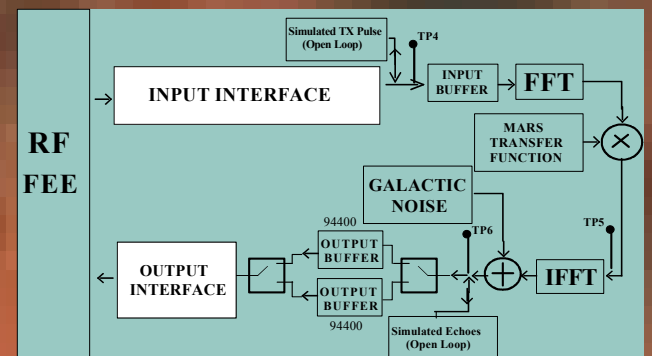 Simulated TX Pulse
(Open Loop)
TP4
INPUT INTERFACE
INPUT
BUFFER
FFT
RF
FEE
MARS
TRANSFER
FUNCTION
GALACTIC
NOISE
94400
TP6
TP5
OUTPUT
BUFFER
OUTPUT
INTERFACE
IFFT
OUTPUT
BUFFER
94400
Simulated Echoes
(Open Loop)